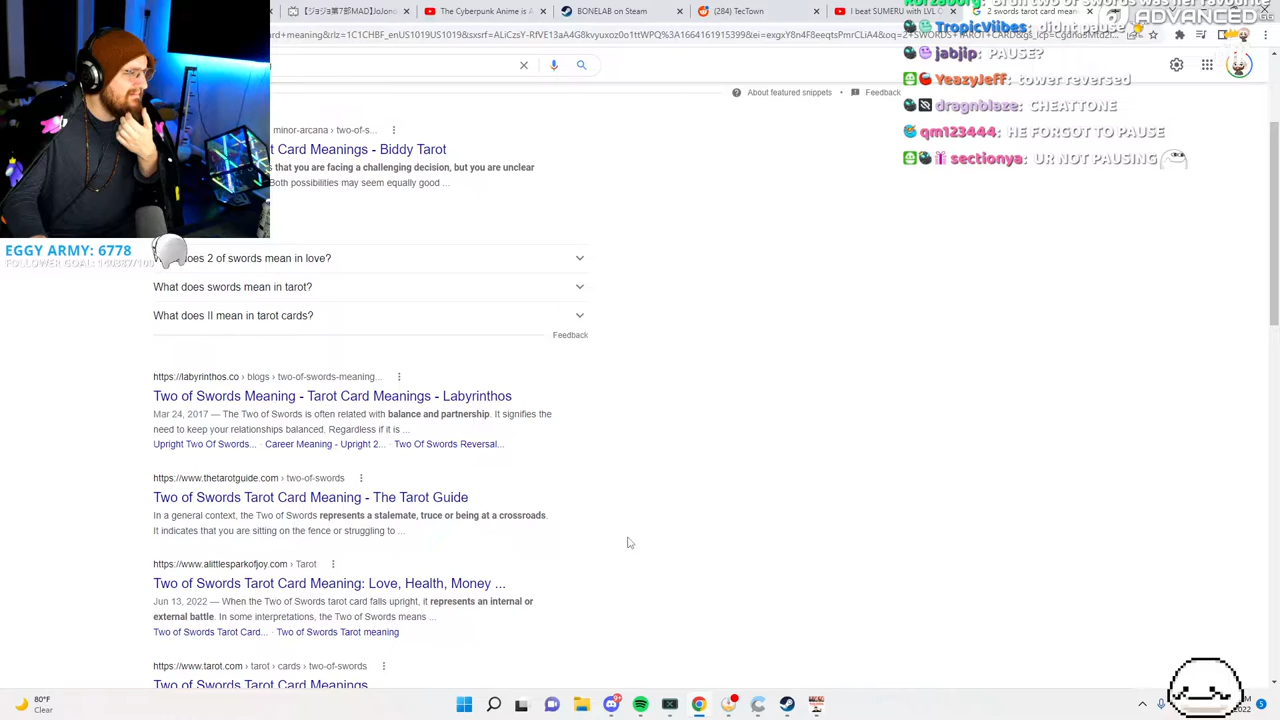 【ジョジョ第7部MAD】JoJond
The Cyberpunk Anime is A
BONELAB on Steam
(284) TecTown
I beat SUMERU with LVL
2 swords tarot card mean
ADVANCED
TropicViibes: didnt pause
jabjip: PAUSE?
YeazyJeff: tower reversed
dragnblaze: CHEATTONE
qm123444: HE FORGOT TO PAUSE
sectionya: UR NOT PAUSING
About featured snippets • Feedback
minor-arcana › two-of-s...
t Card Meanings - Biddy Tarot
that you are facing a challenging decision, but you are unclear
Both possibilities may seem equally good ...
EGGY ARMY: 6778
FOLLOWER GOAL:
does 2 of swords mean in love?
What does swords mean in tarot?
What does II mean in tarot cards?
Feedback
https://labyrinthos.co › blogs › two-of-swords-meaning...
Two of Swords Meaning - Tarot Card Meanings - Labyrinthos
Mar 24, 2017 — The Two of Swords is often related with balance and partnership. It signifies the
need to keep your relationships balanced. Regardless if it is ...
Upright Two Of Swords... · Career Meaning - Upright 2... · Two Of Swords Reversal...
https://www.thetarotguide.com › two-of-swords
Two of Swords Tarot Card Meaning - The Tarot Guide
In a general context, the Two of Swords represents a stalemate, truce or being at a crossroads.
It indicates that you are sitting on the fence or struggling to ...
https://www.alittlesparkofjoy.com › Tarot
Two of Swords Tarot Card Meaning: Love, Health, Money ...
Jun 13, 2022 — When the Two of Swords tarot card falls upright, it represents an internal or
external battle. In some interpretations, the Two of Swords means ...
Two of Swords Tarot Card... · Two of Swords Tarot meaning
https://www.tarot.com › tarot › cards › two-of-swords
Two of Swords Tarot Card Meanings
80°F
Clear
2022
5